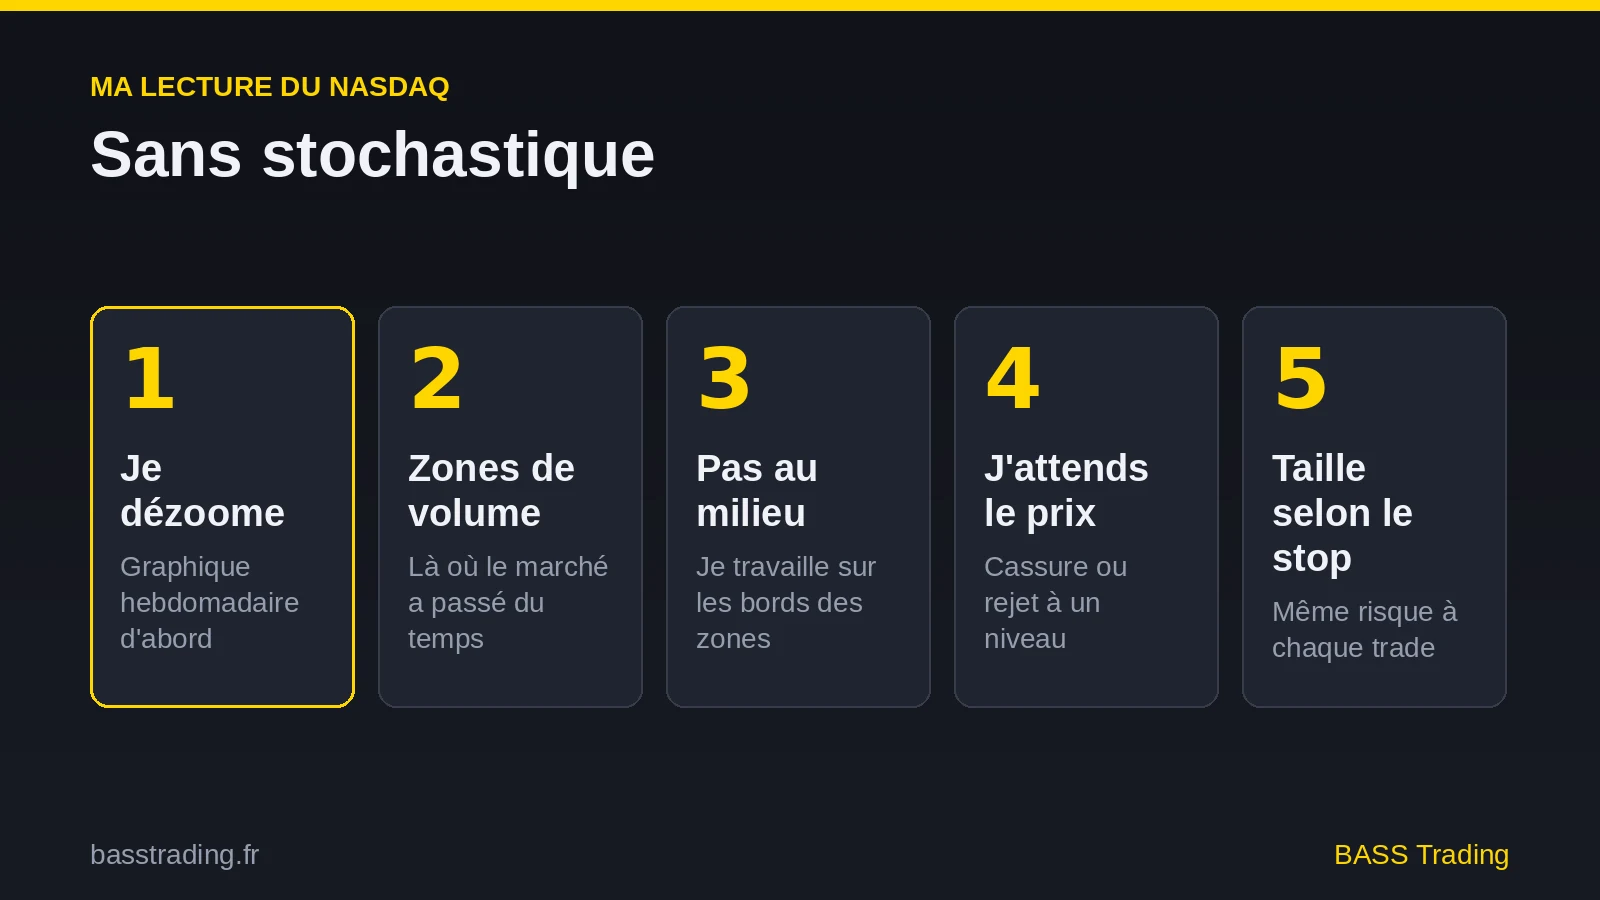 MA LECTURE DU NASDAQ
Sans stochastique
1
Je
dézoome
Graphique
hebdomadaire
d'abord
2
Zones de
volume
Là où le marché
a passé du
temps
3
Pas au
milieu
Je travaille sur
les bords des
zones
4
J'attends
le prix
Cassure ou
rejet à un
niveau
5
Taille
selon le
stop
Même risque à
chaque trade
basstrading.fr
BASS Trading